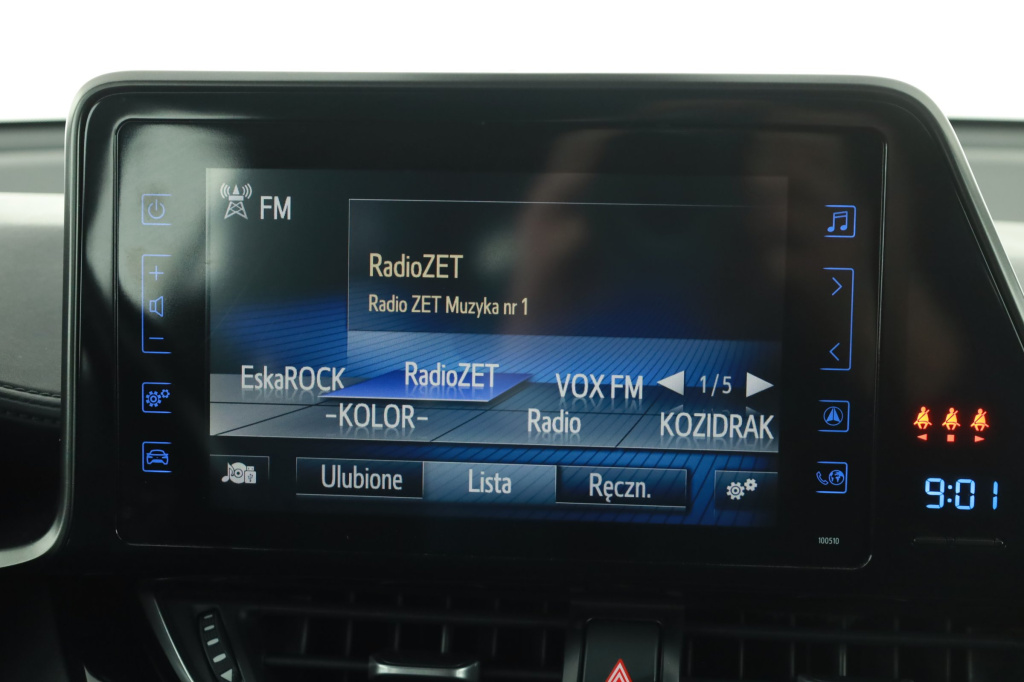 FM
RadioZET
Radio ZET Muzyka nr 1
EskaROCK RadioZET VOX FM 1/5
-KOLOR- Radio KOZIDRAK
Ulubione Lista Ręczn.
100510
9:01